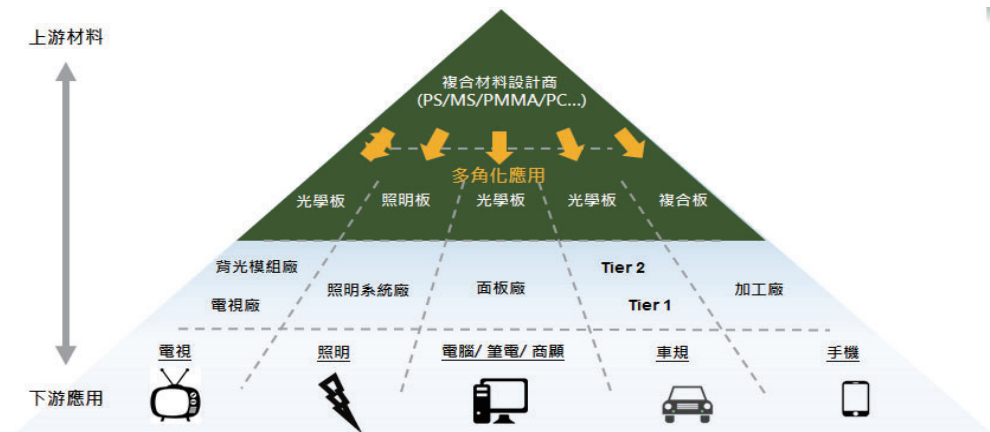 上游材料
複合材料設計商
(PS/MS/PMMA/PC...)
多角化應用
光學板
照明板
光學板
光學板
複合板
背光模組廠
電視廠
照明系統廠
面板廠
Tier 2
Tier 1
加工廠
電視
照明
電腦/ 筆電/ 商顯
車規
手機
下游應用